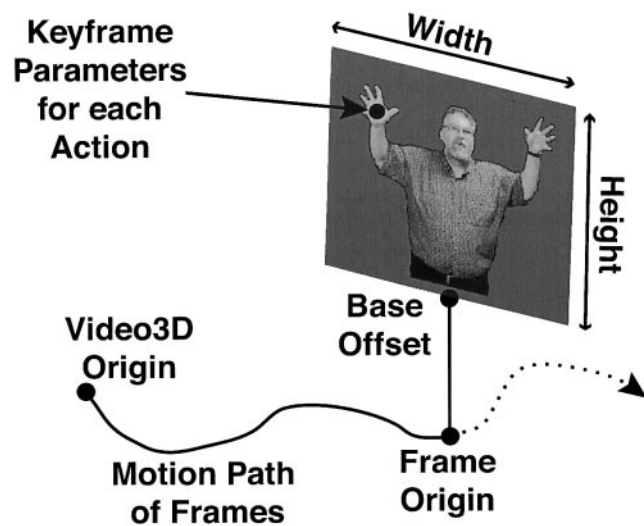 Keyframe
Parameters
for each
Action
Width
Height
Base
Offset
Video3D
Origin
Motion Path
of Frames
Frame
Origin